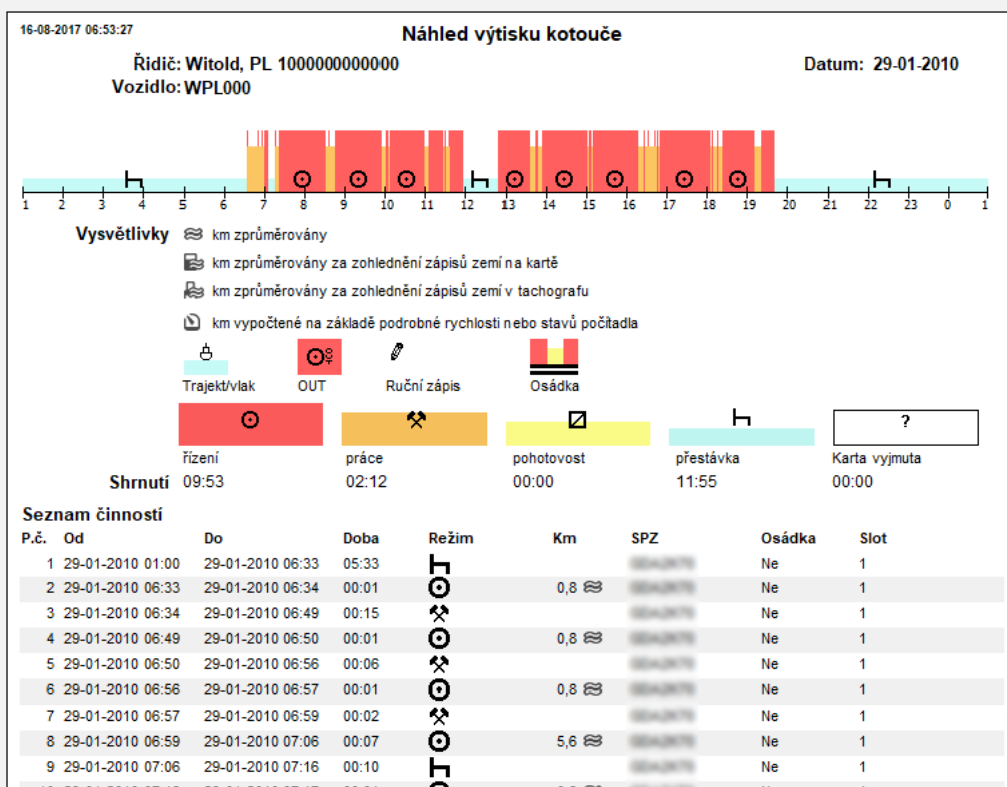 16-08-2017 06:53:27
Náhled výtisku kotouče
Řidič: Witold, PL 1000000000000
Datum: 29-01-2010
Vozidlo: WPL000
1 2 3 4 5 6 7 8 9 10 11 12 13 14 15 16 18 19 20 21 22 23 0 1
Vysvětlivky
km zprůměrovány
km zprůměrovány za zohlednění zápisů zemí na kartě
km zprůměrovány za zohlednění zápisů zemí v tachografu
km vypočtené na základě podrobné rychlosti nebo stavů počítadla
Trajekt/vlak OUT Ruční zápis Osádka
?
řízení práce pohotovost přestávka Karta vyjmuta
Shrnutí 09:53 02:12 00:00 11:55 00:00
Seznam činností
P.č. Od Do Doba Režim Km SPZ Osádka Slot
1 29-01-2010 01:00 29-01-2010 06:33 05:33 Ne 1
2 29-01-2010 06:33 29-01-2010 06:34 00:01 0,8 Ne 1
3 29-01-2010 06:34 29-01-2010 06:49 00:15 Ne 1
4 29-01-2010 06:49 29-01-2010 06:50 00:01 0,8 Ne 1
5 29-01-2010 06:50 29-01-2010 06:56 00:06 Ne 1
6 29-01-2010 06:56 29-01-2010 06:57 00:01 0,8 Ne 1
7 29-01-2010 06:57 29-01-2010 06:59 00:02 Ne 1
8 29-01-2010 06:59 29-01-2010 07:06 00:07 5,6 Ne 1
9 29-01-2010 07:06 29-01-2010 07:16 00:10 Ne 1